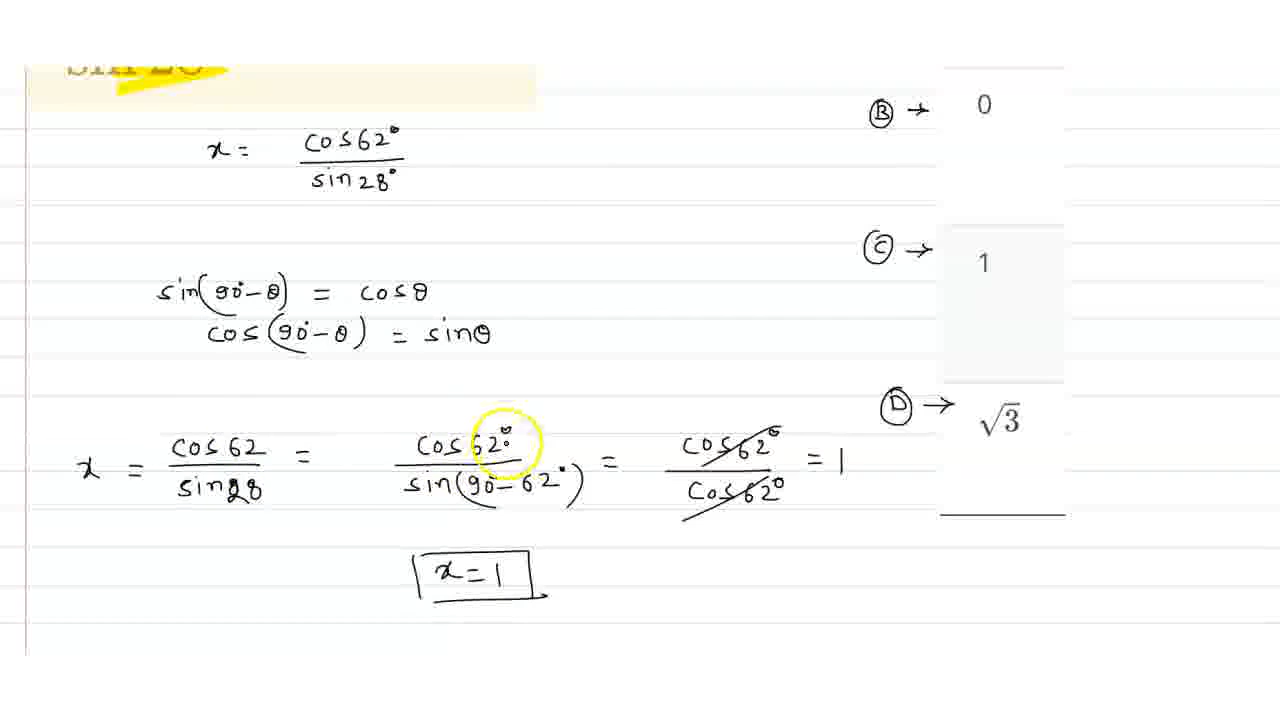 x = cos62° / sin28°
sin(90°-θ) = cosθ
cos(90°-θ) = sinθ
x = cos62 / sin28 = cos62° / sin(90°-62°) = cos62° / cos62° = 1
x = 1
B → 0
C → 1
D → √3